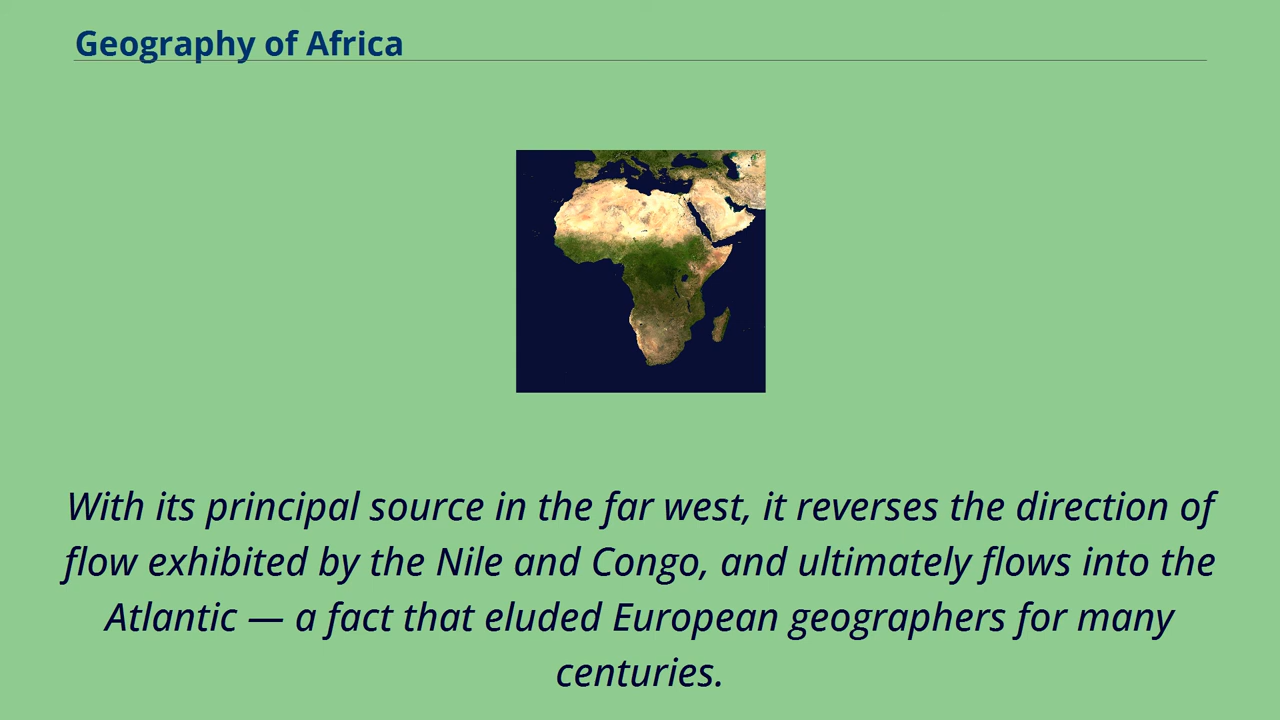 Geography of Africa
With its principal source in the far west, it reverses the direction of
flow exhibited by the Nile and Congo, and ultimately flows into the
Atlantic — a fact that eluded European geographers for many
centuries.